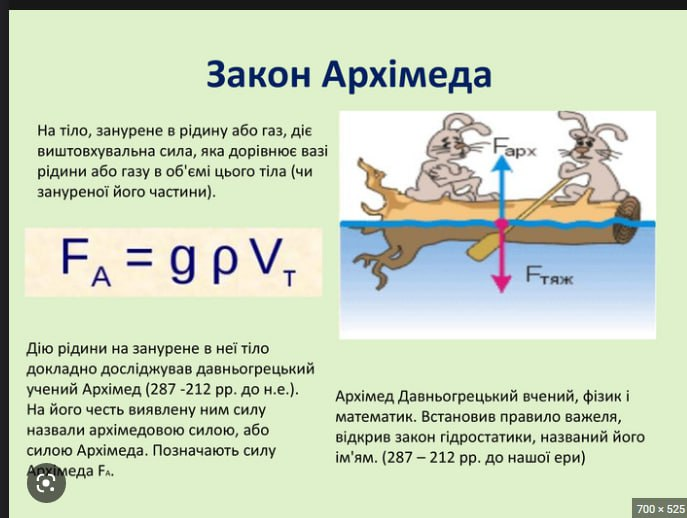 Закон Архімеда
На тіло, занурене в рідину або газ, діє
виштовхувальна сила, яка дорівнює вазі
рідини або газу в об'ємі цього тіла (чи
зануреної його частини).
Fарх
Fтяж
F_A = g ρ V_т
Дію рідини на занурене в неї тіло
докладно досліджував давньогрецький
учений Архімед (287 -212 рр. до н.е.).
На його честь виявлену ним силу
назвали архімедовою силою, або
силою Архімеда. Позначають силу
Архімеда Fᴀ.
Архімед Давньогрецький вчений, фізик і
математик. Встановив правило важеля,
відкрив закон гідростатики, названий його
ім'ям. (287 – 212 рр. до нашої ери)
700 × 525